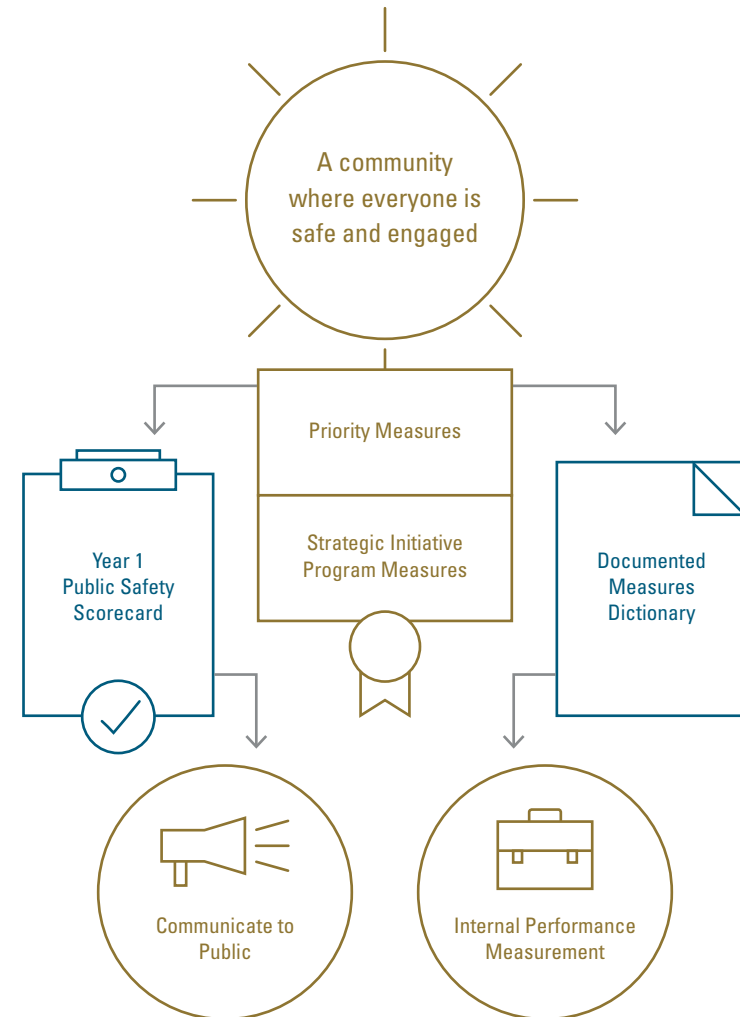 A community
where everyone is
safe and engaged
Priority Measures
Strategic Initiative
Program Measures
Year 1
Public Safety
Scorecard
Documented
Measures
Dictionary
Communicate to
Public
Internal Performance
Measurement